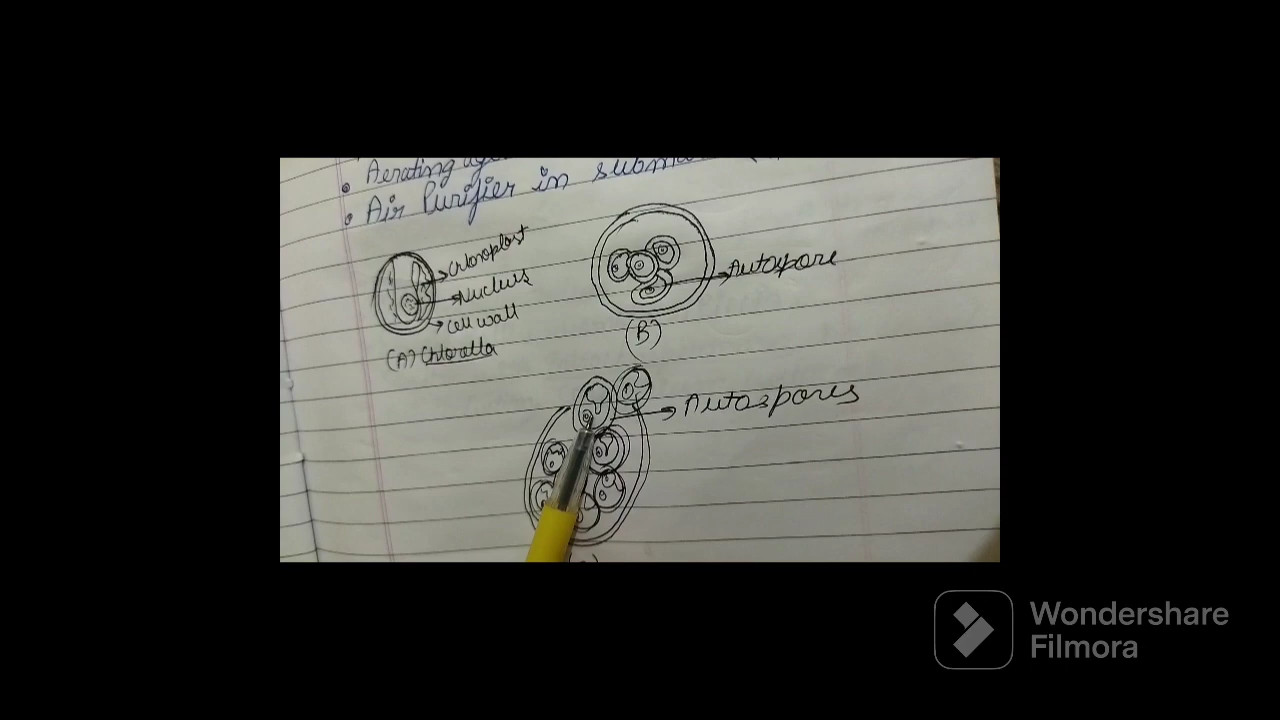 • Aerating
• Air Purifier in
Chloroplast
Nucleus
Cell wall
(A) Chlorella
Autospore
(B)
Autospores
Wondershare
Filmora